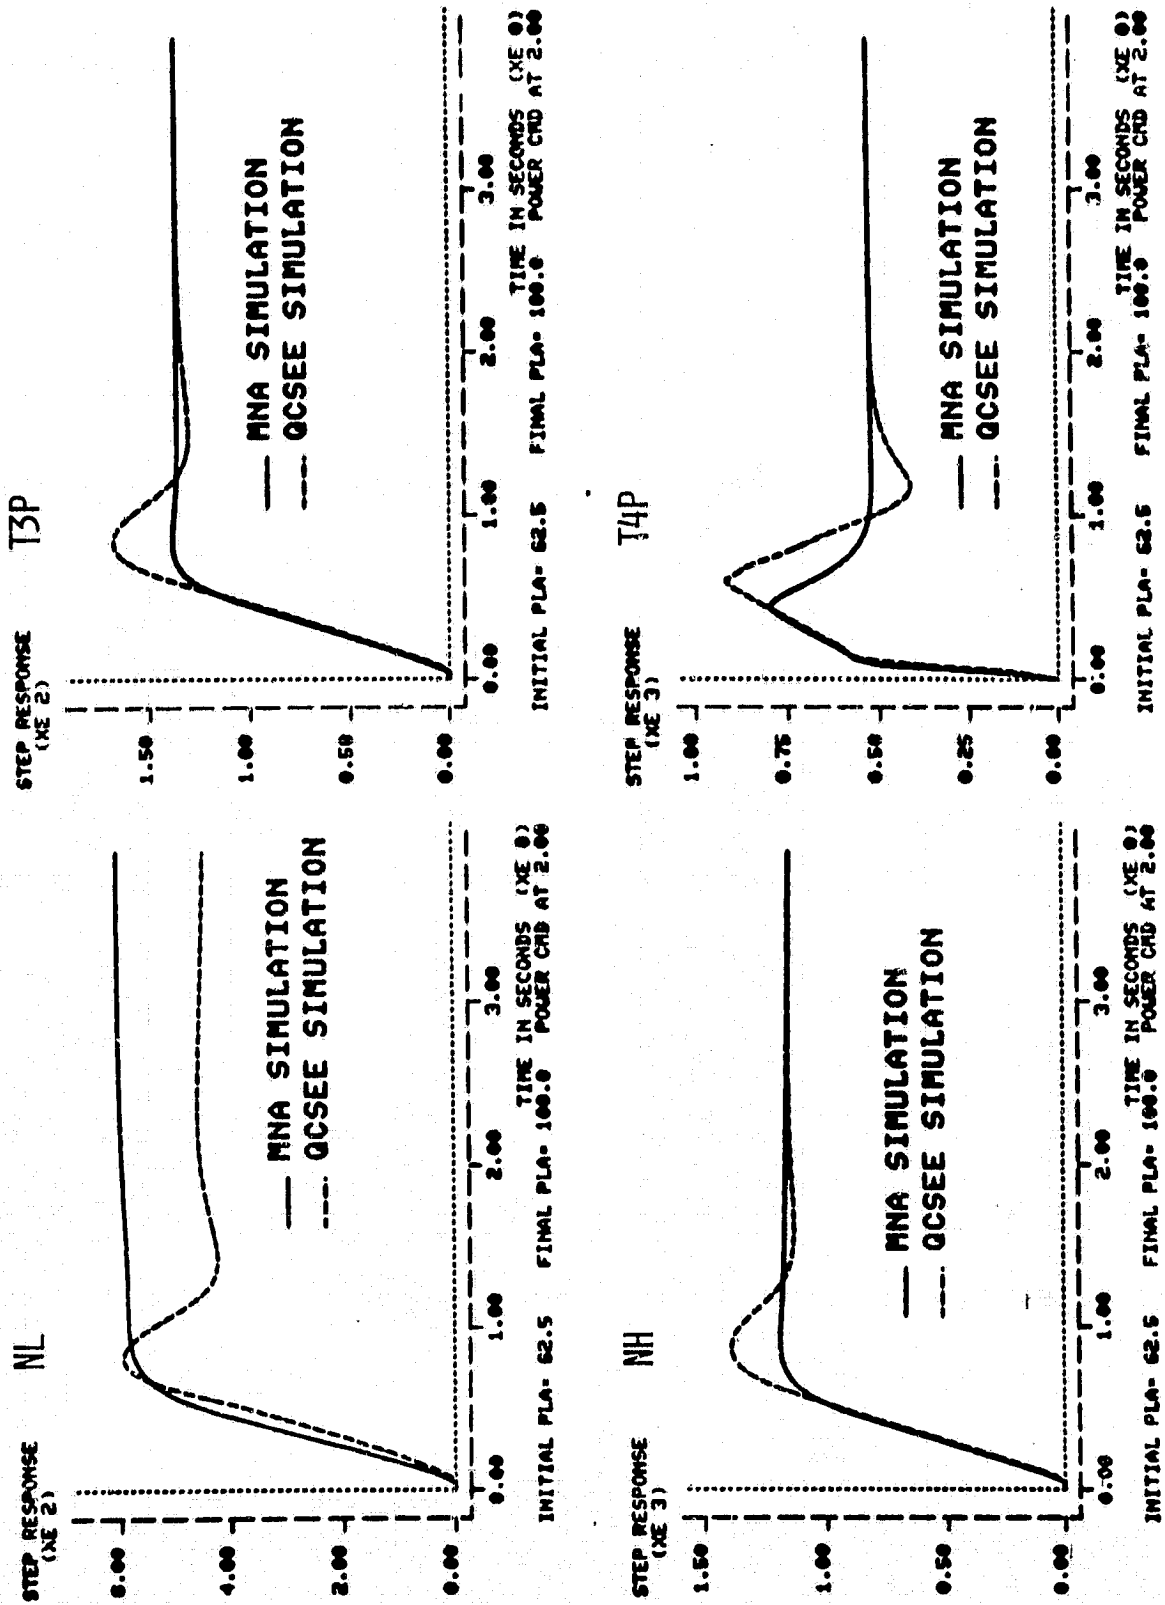 NL
STEP RESPONSE
(XE 2)
6.00
4.00
2.00
0.00
MNA SIMULATION
QCSEE SIMULATION
0.00 1.00 2.00 3.00
TIME IN SECONDS (XE 0)
INITIAL PLA= 62.5 FINAL PLA= 100.0 POWER CMD AT 2.00
T3P
STEP RESPONSE
(XE 2)
1.50
1.00
0.50
0.00
MNA SIMULATION
QCSEE SIMULATION
0.00 1.00 2.00 3.00
TIME IN SECONDS (XE 0)
INITIAL PLA= 62.5 FINAL PLA= 100.0 POWER CMD AT 2.00
NH
STEP RESPONSE
(XE 3)
1.50
1.00
0.50
0.00
MNA SIMULATION
QCSEE SIMULATION
0.00 1.00 2.00 3.00
TIME IN SECONDS (XE 0)
INITIAL PLA= 62.5 FINAL PLA= 100.0 POWER CMD AT 2.00
T4P
STEP RESPONSE
(XE 3)
1.00
0.75
0.50
0.25
0.00
MNA SIMULATION
QCSEE SIMULATION
0.00 1.00 2.00 3.00
TIME IN SECONDS (XE 0)
INITIAL PLA= 62.5 FINAL PLA= 100.0 POWER CMD AT 2.00